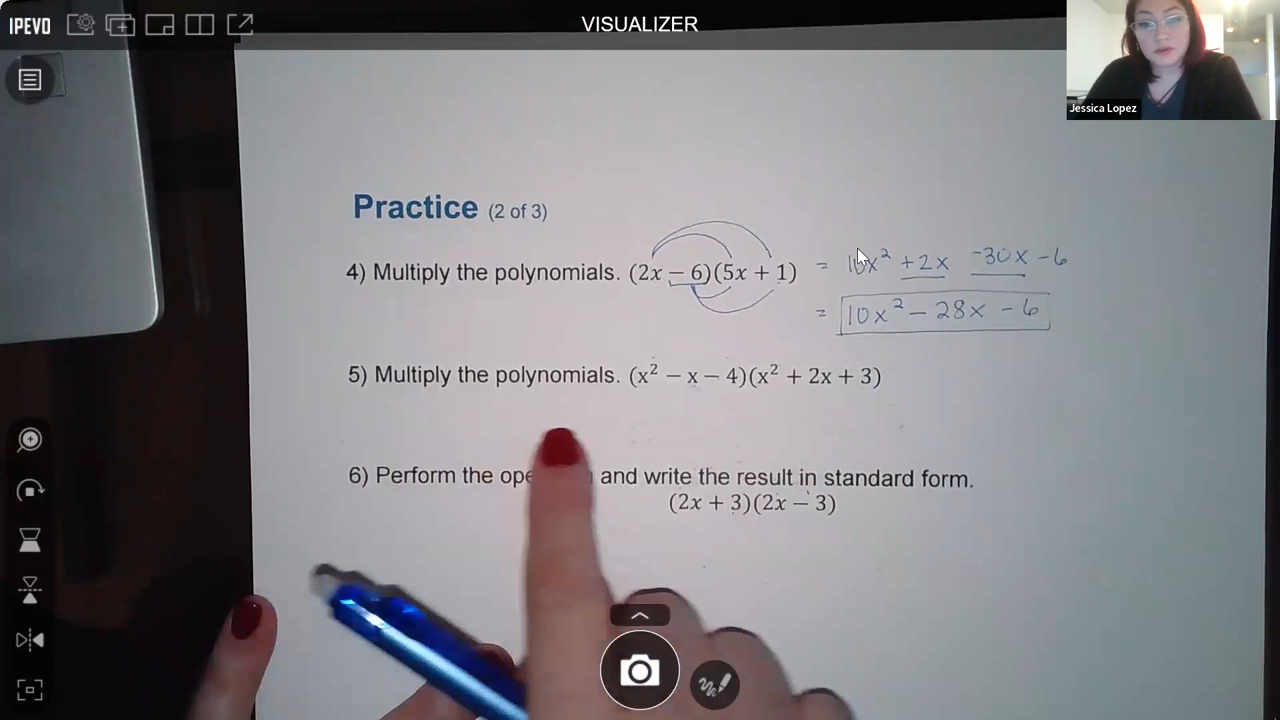 IPEVO
VISUALIZER
Jessica Lopez
Practice (2 of 3)
4) Multiply the polynomials. (2x − 6)(5x + 1) = 10x² + 2x −30x − 6
= 10x² − 28x − 6
5) Multiply the polynomials. (x² − x − 4)(x² + 2x + 3)
6) Perform the ope and write the result in standard form.
(2x + 3)(2x − 3)